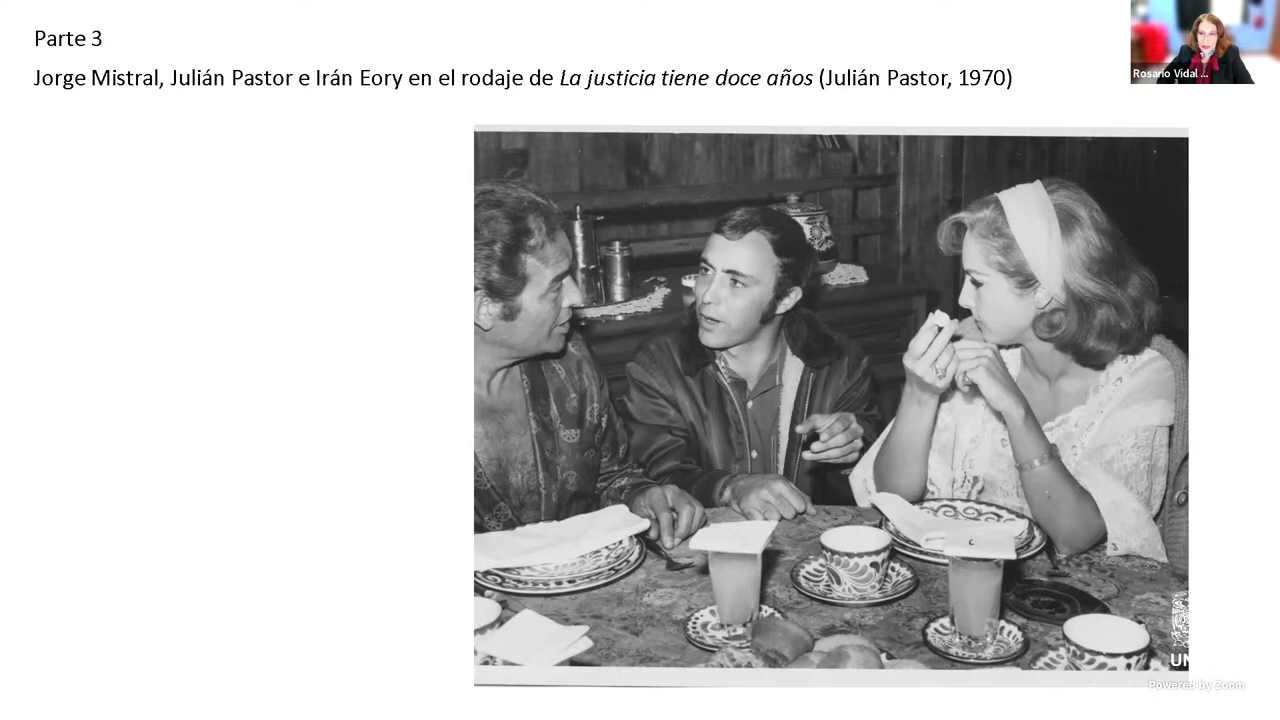 Parte 3
Jorge Mistral, Julián Pastor e Irán Eory en el rodaje de La justicia tiene doce años (Julián Pastor, 1970)
Rosario Vidal ...
Powered by Zoom